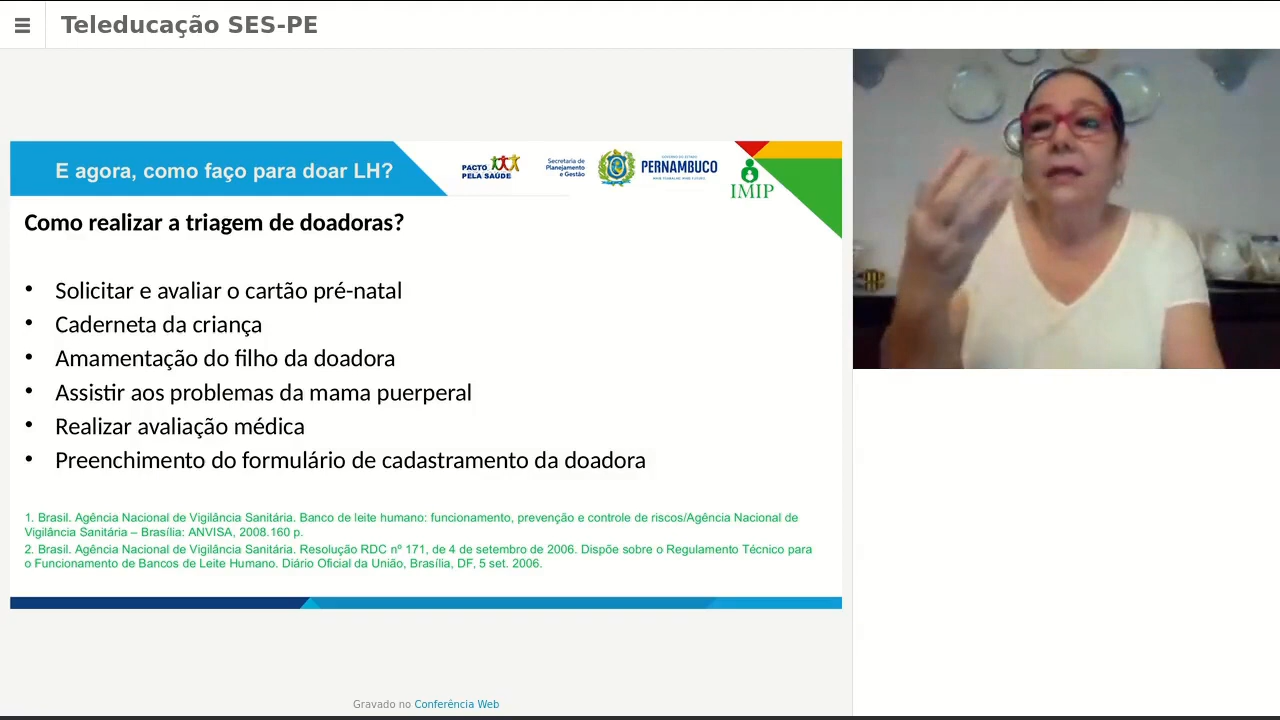 Teleducação SES-PE
E agora, como faço para doar LH?
PACTO
PELA SAÚDE
Secretaria de
Planejamento
e Gestão
GOVERNO DO ESTADO
PERNAMBUCO
IMIP
Como realizar a triagem de doadoras?
• Solicitar e avaliar o cartão pré-natal
• Caderneta da criança
• Amamentação do filho da doadora
• Assistir aos problemas da mama puerperal
• Realizar avaliação médica
• Preenchimento do formulário de cadastramento da doadora
1. Brasil. Agência Nacional de Vigilância Sanitária. Banco de leite humano: funcionamento, prevenção e controle de riscos/Agência Nacional de
Vigilância Sanitária – Brasília: ANVISA, 2008.160 p.
2. Brasil. Agência Nacional de Vigilância Sanitária. Resolução RDC nº 171, de 4 de setembro de 2006. Dispõe sobre o Regulamento Técnico para
o Funcionamento de Bancos de Leite Humano. Diário Oficial da União, Brasília, DF, 5 set. 2006.
Gravado no Conferência Web